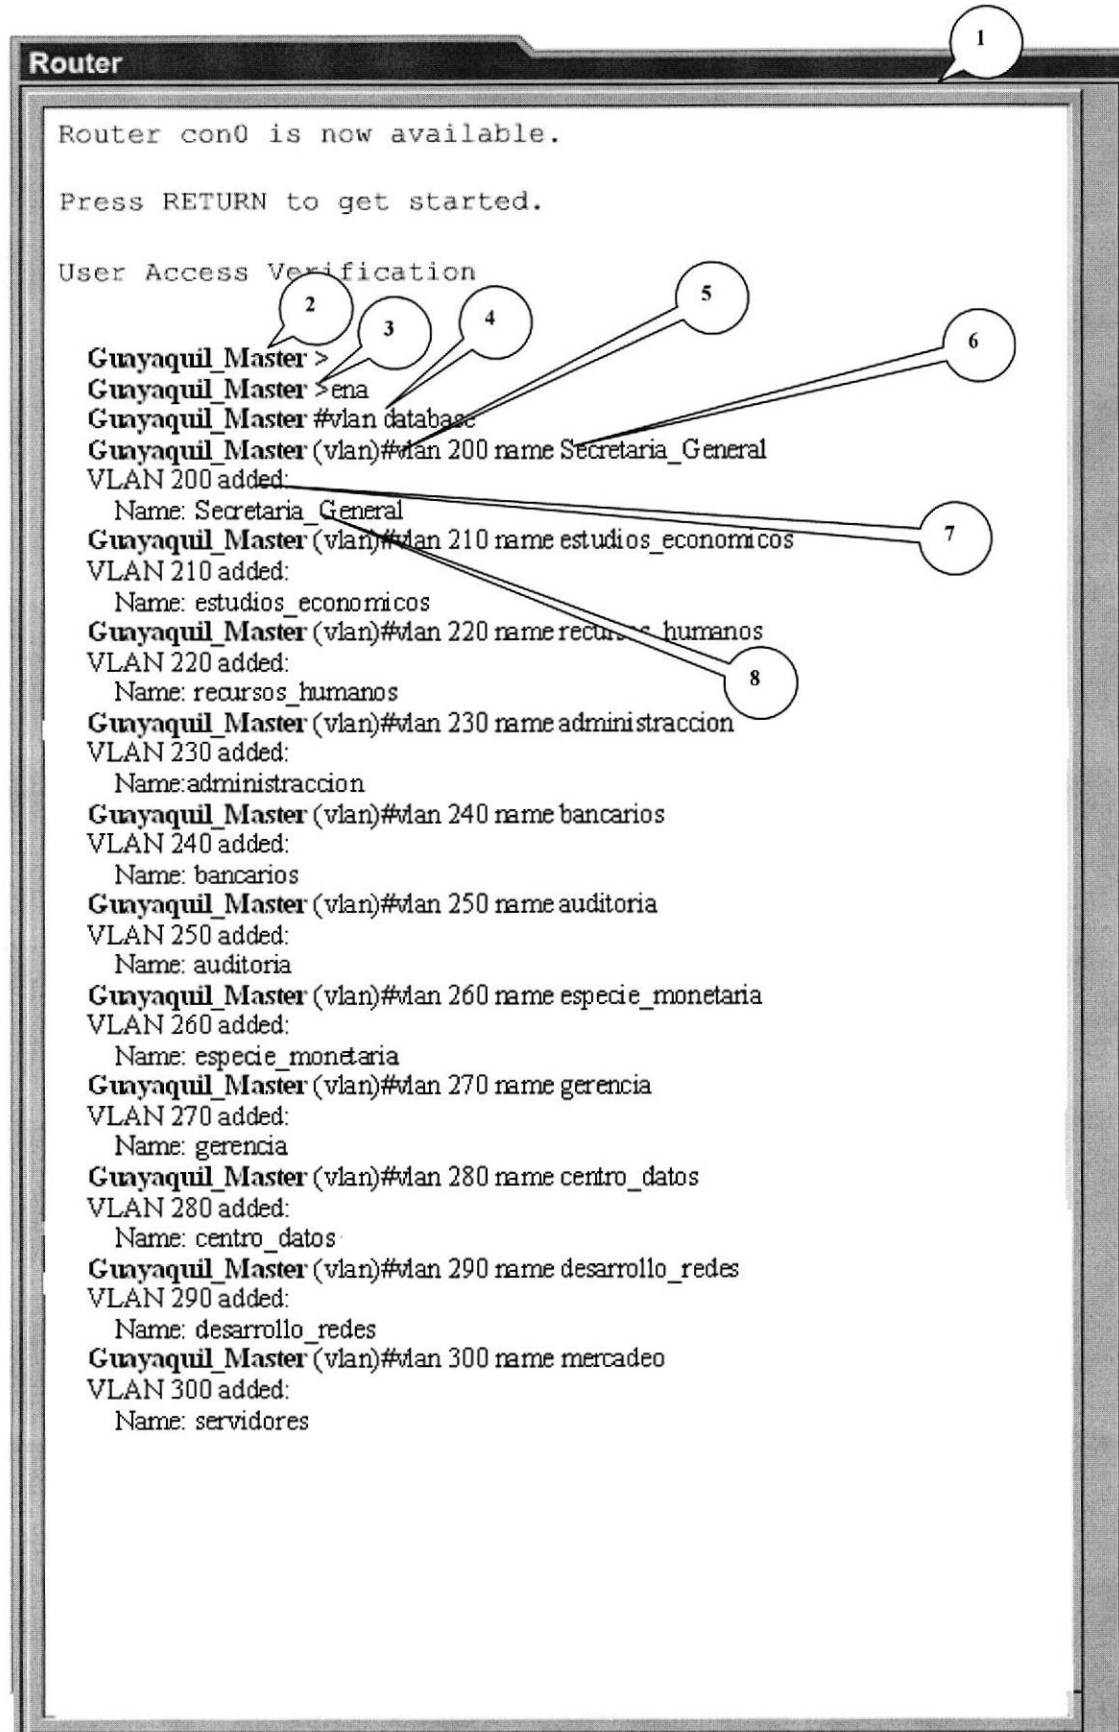 1
Router
Router con0 is now available.
Press RETURN to get started.
User Access Verification
2
3
4
5
6
Guayaquil_Master >
Guayaquil_Master >ena
Guayaquil_Master #vlan database
Guayaquil_Master (vlan)#vlan 200 name Secretaria_General
VLAN 200 added:
Name: Secretaria_General
7
Guayaquil_Master (vlan)#vlan 210 name estudios_economicos
VLAN 210 added:
Name: estudios_economicos
Guayaquil_Master (vlan)#vlan 220 name recursos_humanos
VLAN 220 added:
8
Name: recursos_humanos
Guayaquil_Master (vlan)#vlan 230 name administraccion
VLAN 230 added:
Name:administraccion
Guayaquil_Master (vlan)#vlan 240 name bancarios
VLAN 240 added:
Name: bancarios
Guayaquil_Master (vlan)#vlan 250 name auditoria
VLAN 250 added:
Name: auditoria
Guayaquil_Master (vlan)#vlan 260 name especie_monetaria
VLAN 260 added:
Name: especie_monetaria
Guayaquil_Master (vlan)#vlan 270 name gerencia
VLAN 270 added:
Name: gerencia
Guayaquil_Master (vlan)#vlan 280 name centro_datos
VLAN 280 added:
Name: centro_datos
Guayaquil_Master (vlan)#vlan 290 name desarrollo_redes
VLAN 290 added:
Name: desarrollo_redes
Guayaquil_Master (vlan)#vlan 300 name mercadeo
VLAN 300 added:
Name: servidores